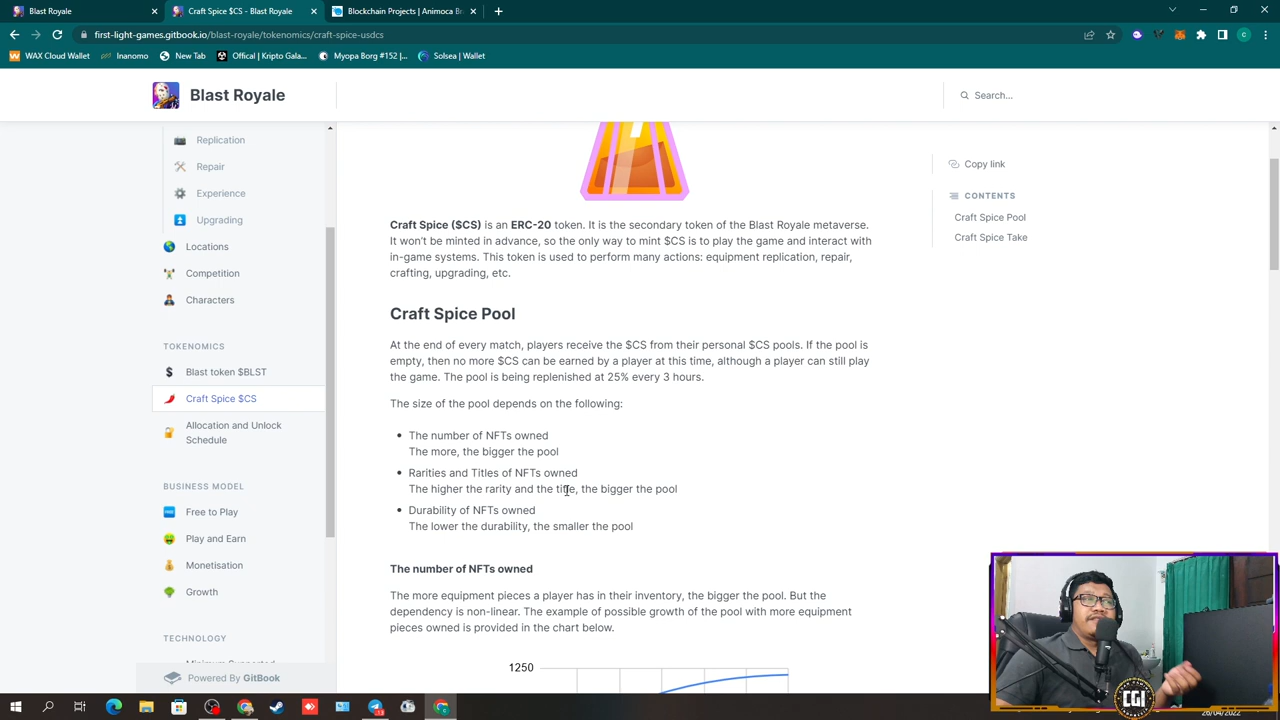 Blast Royale
Craft Spice $CS - Blast Royale
Blockchain Projects | Animoca Br
first-light-games.gitbook.io/blast-royale/tokenomics/craft-spice-usdcs
WAX Cloud Wallet
Inanomo
New Tab
Offical | Kripto Gala...
Myopa Borg #152 |...
Solsea | Wallet
Blast Royale
Search...
Replication
Repair
Experience
Upgrading
Locations
Competition
Characters
TOKENOMICS
Blast token $BLST
Craft Spice $CS
Allocation and Unlock
Schedule
BUSINESS MODEL
Free to Play
Play and Earn
Monetisation
Growth
TECHNOLOGY
Minimum Supported
Powered By GitBook
Craft Spice ($CS) is an ERC-20 token. It is the secondary token of the Blast Royale metaverse.
It won't be minted in advance, so the only way to mint $CS is to play the game and interact with
in-game systems. This token is used to perform many actions: equipment replication, repair,
crafting, upgrading, etc.
Craft Spice Pool
At the end of every match, players receive the $CS from their personal $CS pools. If the pool is
empty, then no more $CS can be earned by a player at this time, although a player can still play
the game. The pool is being replenished at 25% every 3 hours.
The size of the pool depends on the following:
The number of NFTs owned
The more, the bigger the pool
Rarities and Titles of NFTs owned
The higher the rarity and the title, the bigger the pool
Durability of NFTs owned
The lower the durability, the smaller the pool
The number of NFTs owned
The more equipment pieces a player has in their inventory, the bigger the pool. But the
dependency is non-linear. The example of possible growth of the pool with more equipment
pieces owned is provided in the chart below.
1250
Copy link
CONTENTS
Craft Spice Pool
Craft Spice Take
CGI
26/04/2022